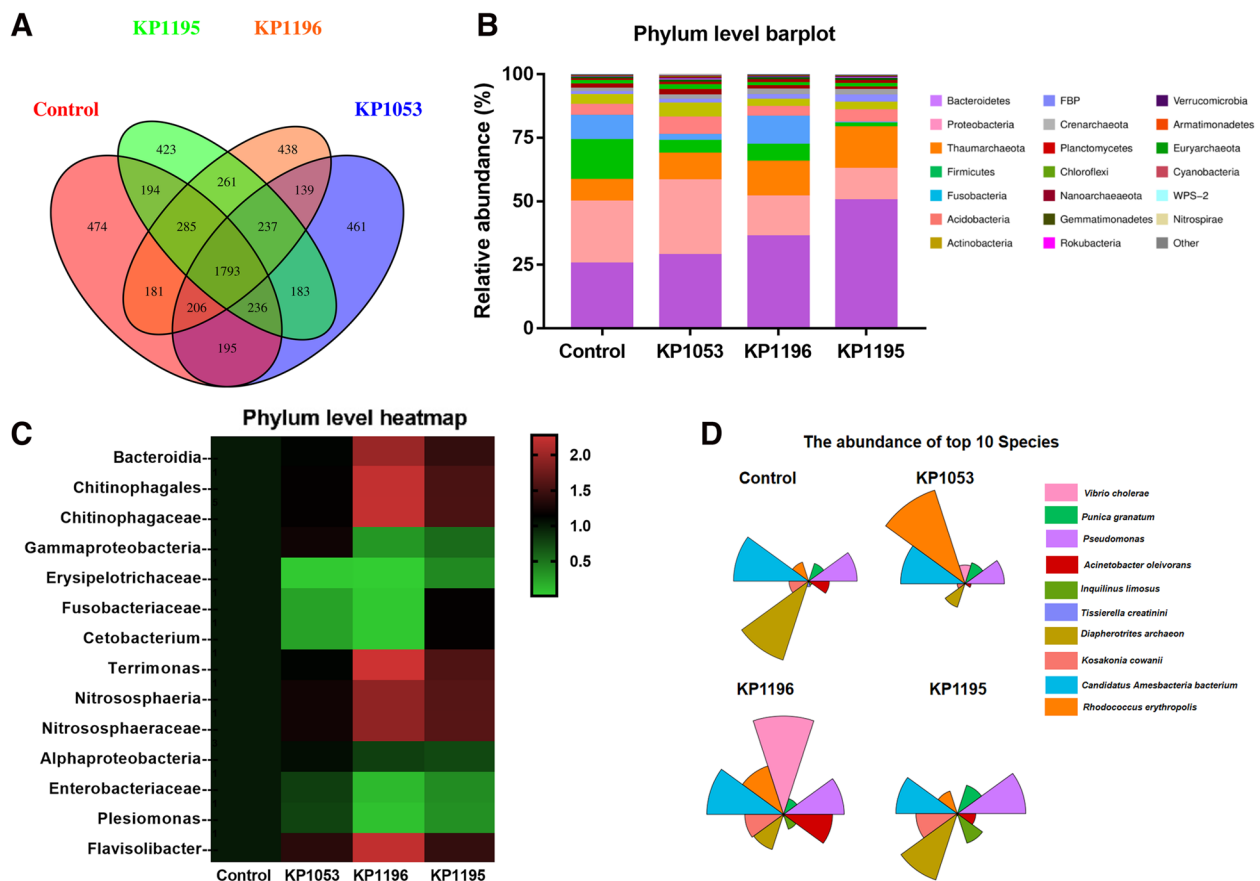 A
KP1195
KP1196
Control
KP1053
423
438
194
261
139
474
285
237
461
1793
181
183
206
236
195
B
Phylum level barplot
Relative abundance (%)
100
75
50
25
0
Control
KP1053
KP1196
KP1195
Bacteroidetes
Proteobacteria
Thaumarchaeota
Firmicutes
Fusobacteria
Acidobacteria
Actinobacteria
FBP
Crenarchaeota
Planctomycetes
Chloroflexi
Nanoarchaeaeota
Gemmatimonadetes
Rokubacteria
Verrucomicrobia
Armatimonadetes
Euryarchaeota
Cyanobacteria
WPS-2
Nitrospirae
Other
C
Phylum level heatmap
Bacteroidia
Chitinophagales
Chitinophagaceae
Gammaproteobacteria
Erysipelotrichaceae
Fusobacteriaceae
Cetobacterium
Terrimonas
Nitrososphaeria
Nitrososphaeraceae
Alphaproteobacteria
Enterobacteriaceae
Plesiomonas
Flavisolibacter
Control
KP1053
KP1196
KP1195
2.0
1.5
1.0
0.5
D
The abundance of top 10 Species
Control
KP1053
KP1196
KP1195
Vibrio cholerae
Punica granatum
Pseudomonas
Acinetobacter oleivorans
Inquilinus limosus
Tissierella creatinini
Diapherotrites archaeon
Kosakonia cowanii
Candidatus Amesbacteria bacterium
Rhodococcus erythropolis